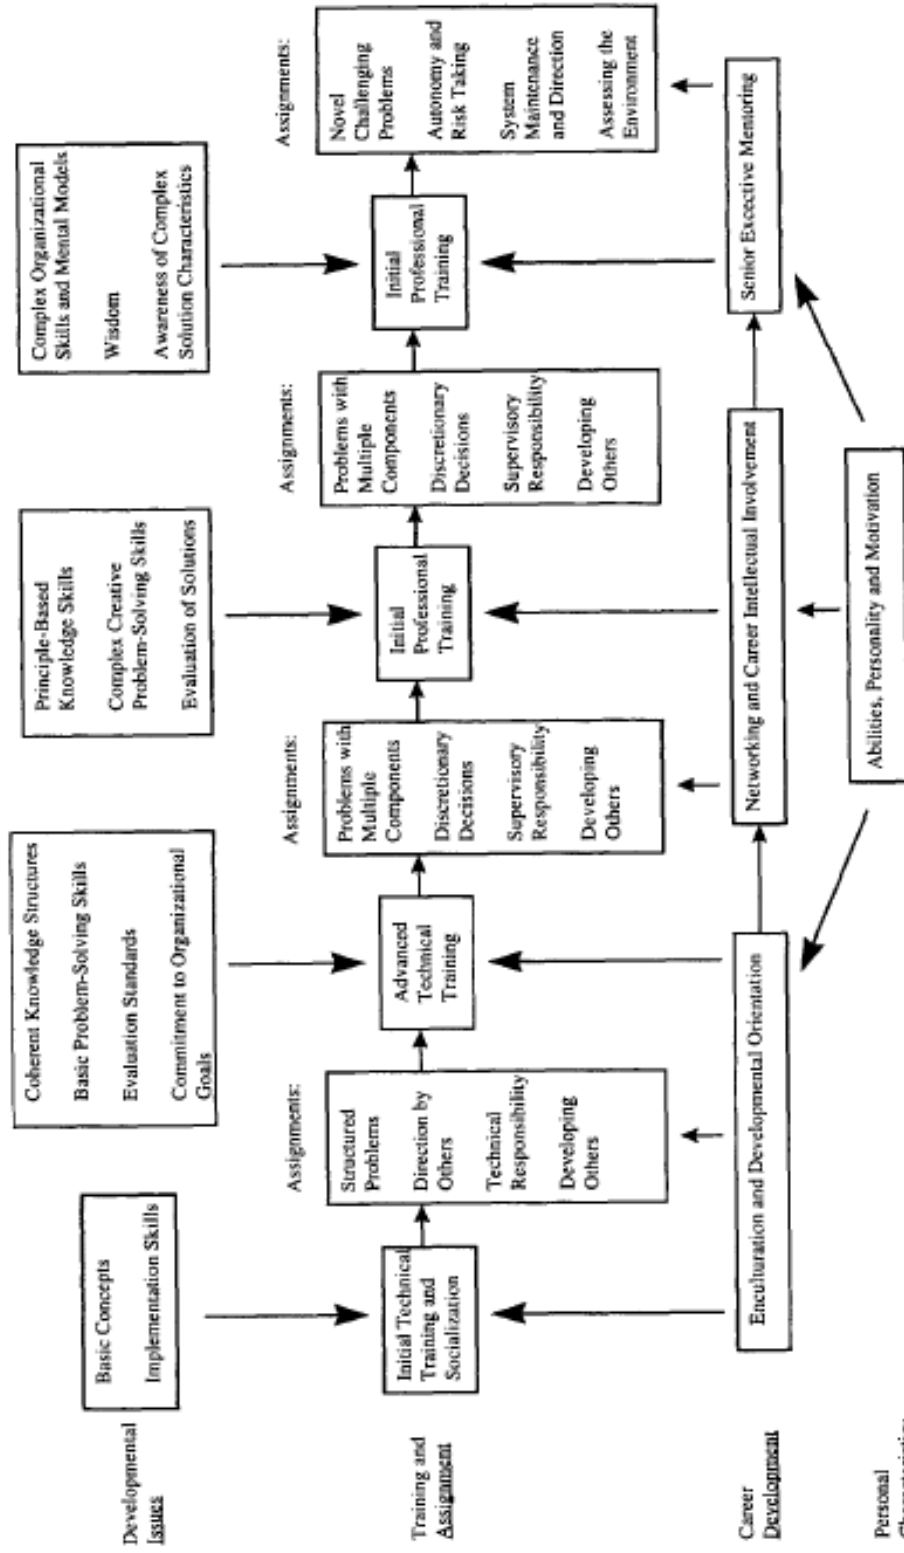 Developmental
Issues
Basic Concepts
Implementation Skills
Coherent Knowledge Structures
Basic Problem-Solving Skills
Evaluation Standards
Commitment to Organizational
Goals
Principle-Based
Knowledge Skills
Complex Creative
Problem-Solving Skills
Evaluation of Solutions
Complex Organizational
Skills and Mental Models
Wisdom
Awareness of Complex
Solution Characteristics
Training and
Assignment
Initial Technical
Training and
Socialization
Assignments:
Structured
Problems
Direction by
Others
Technical
Responsibility
Developing
Others
Advanced
Technical
Training
Assignments:
Problems with
Multiple
Components
Discretionary
Decisions
Supervisory
Responsibility
Developing
Others
Initial
Professional
Training
Assignments:
Problems with
Multiple
Components
Discretionary
Decisions
Supervisory
Responsibility
Developing
Others
Initial
Professional
Training
Assignments:
Novel
Challenging
Problems
Autonomy and
Risk Taking
System
Maintenance
and Direction
Assessing the
Environment
Career
Development
Enculturation and Developmental Orientation
Networking and Career Intellectual Involvement
Senior Excective Mentoring
Personal
Abilities, Personality and Motivation